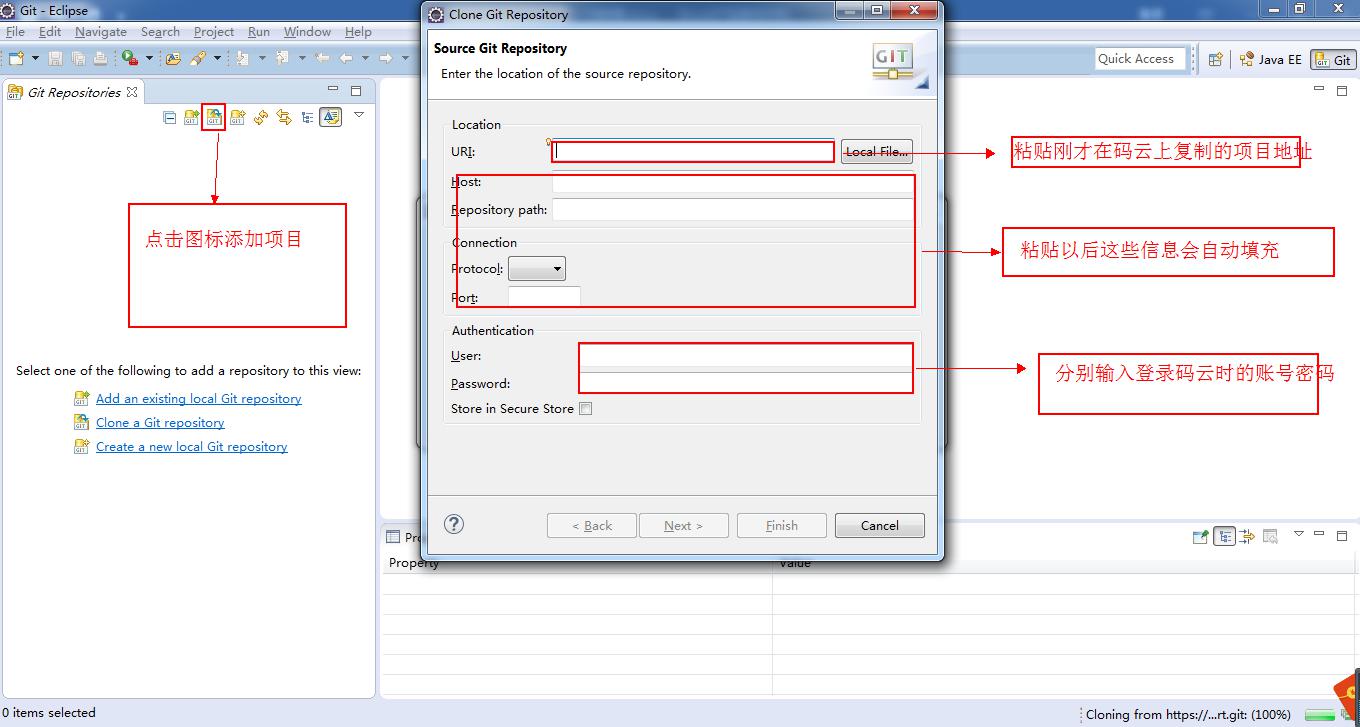 Git - Eclipse
File Edit Navigate Search Project Run Window Help
Quick Access
Java EE
Git
Git Repositories
点击图标添加项目
Select one of the following to add a repository to this view:
Add an existing local Git repository
Clone a Git repository
Create a new local Git repository
Clone Git Repository
Source Git Repository
Enter the location of the source repository.
GIT
Location
URI:
Local File...
Host:
Repository path:
Connection
Protocol:
Port:
Authentication
User:
Password:
Store in Secure Store
< Back Next > Finish Cancel
粘贴刚才在码云上复制的项目地址
粘贴以后这些信息会自动填充
分别输入登录码云时的账号密码
Property Value
0 items selected
Cloning from https://...rt.git: (100%)